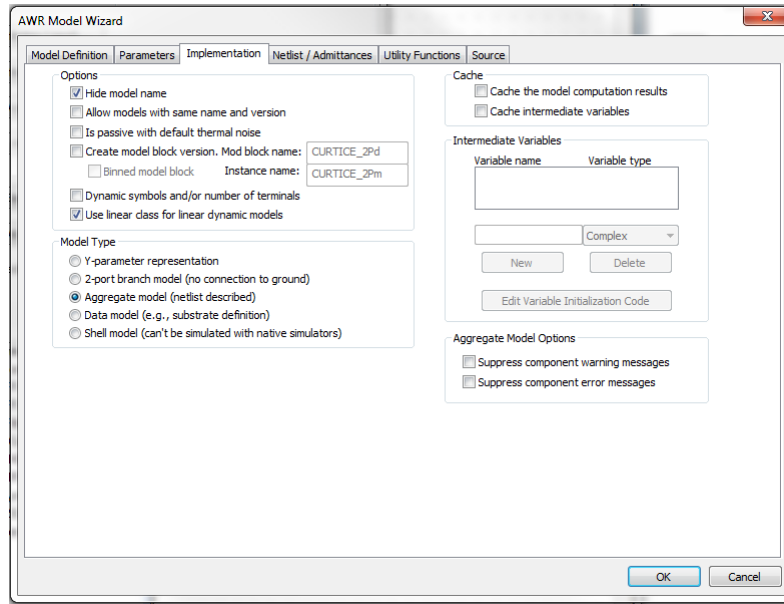 AWR Model Wizard
Model Definition Parameters Implementation Netlist / Admittances Utility Functions Source
Options
Hide model name
Allow models with same name and version
Is passive with default thermal noise
Create model block version. Mod block name: CURTICE_2Pd
Binned model block Instance name: CURTICE_2Pm
Dynamic symbols and/or number of terminals
Use linear class for linear dynamic models
Model Type
Y-parameter representation
2-port branch model (no connection to ground)
Aggregate model (netlist described)
Data model (e.g., substrate definition)
Shell model (can't be simulated with native simulators)
Cache
Cache the model computation results
Cache intermediate variables
Intermediate Variables
Variable name Variable type
Complex
New Delete
Edit Variable Initialization Code
Aggregate Model Options
Suppress component warning messages
Suppress component error messages
OK Cancel